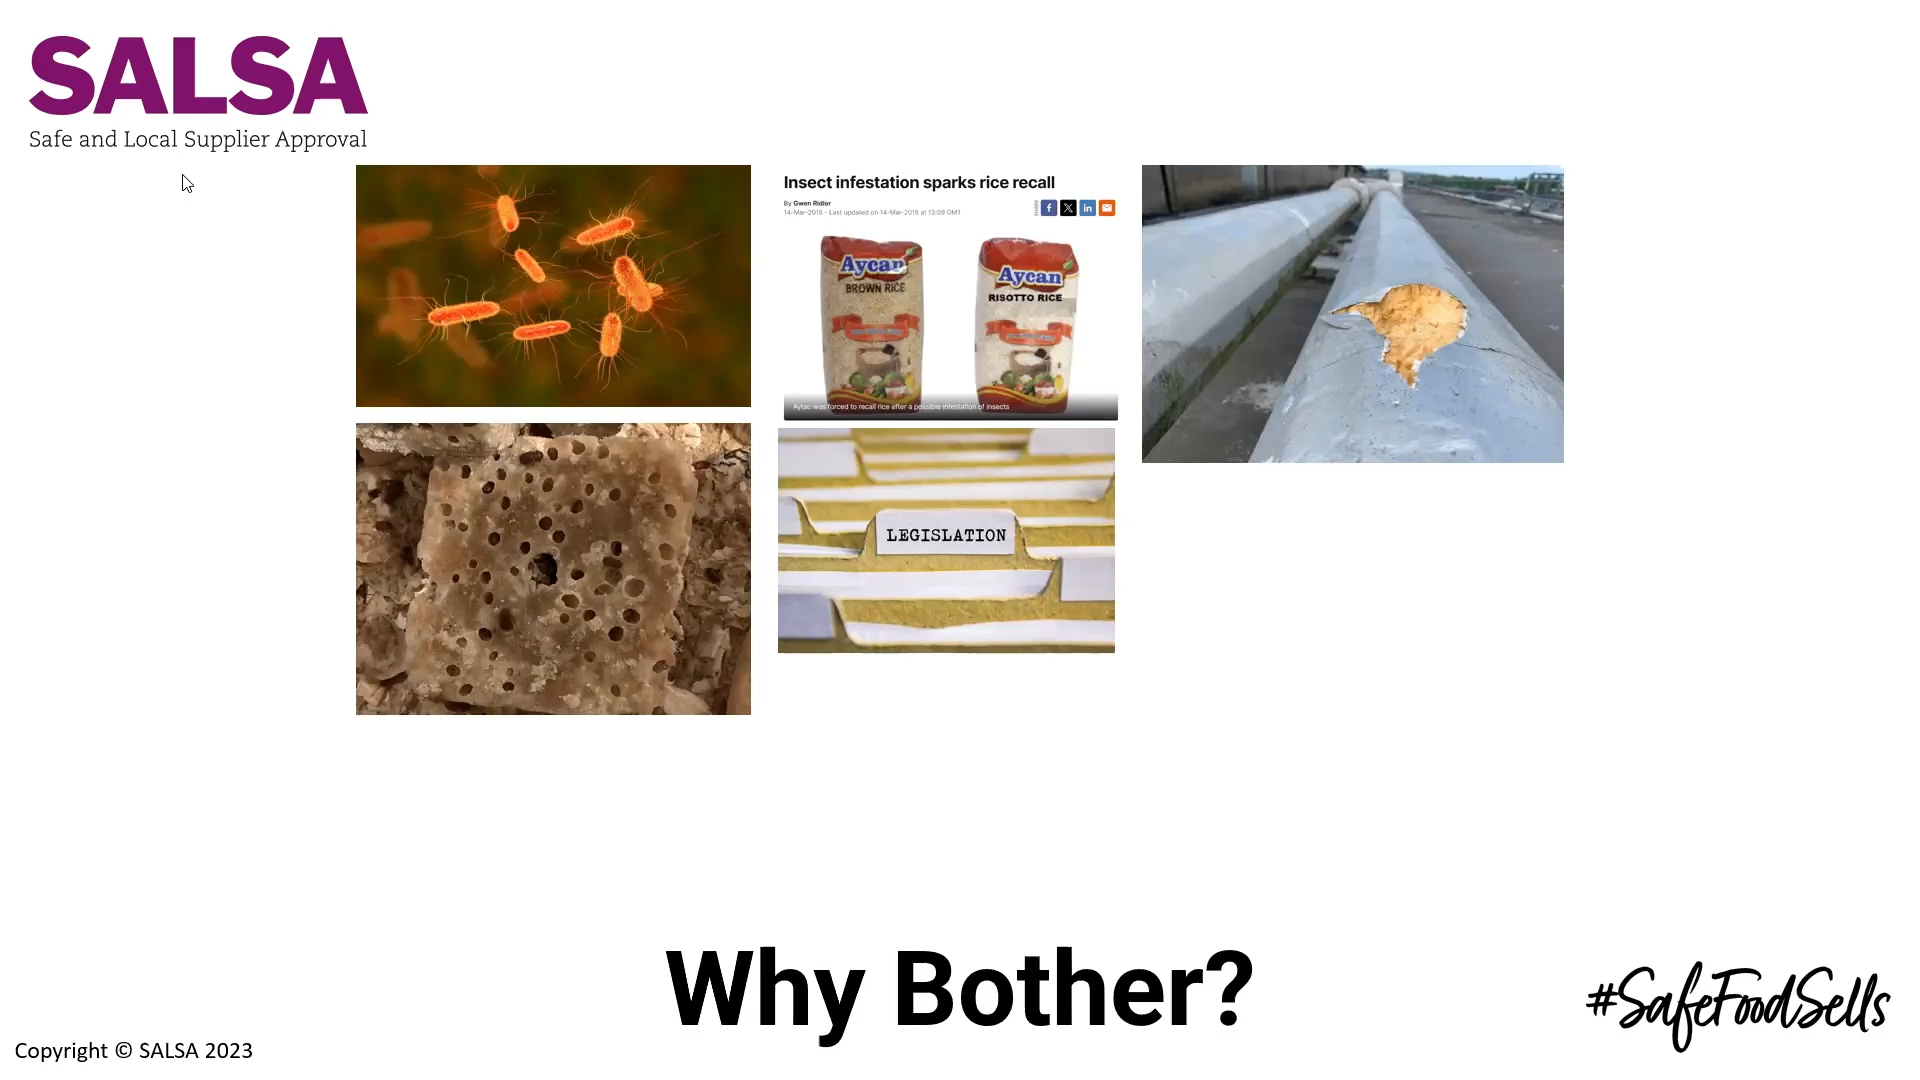 SALSA
Safe and Local Supplier Approval
Insect infestation sparks rice recall
By Gwen Ridler
14-Mar-2018 - Last updated on 14-Mar-2018 at 13:09 GMT
Aycan
BROWN RICE
Aycan
RISOTTO RICE
Aytac was forced to recall rice after a possible infestation of insects
LEGISLATION
Why Bother?
#SafeFoodSells
Copyright © SALSA 2023